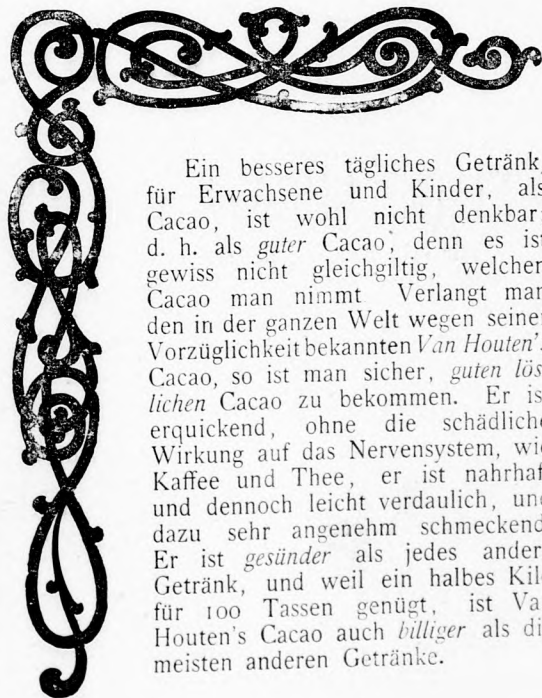 Ein besseres tägliches Getränk,
für Erwachsene und Kinder, als
Cacao, ist wohl nicht denkbar;
d. h. als guter Cacao, denn es ist
gewiss nicht gleichgiltig, welchen
Cacao man nimmt Verlangt man
den in der ganzen Welt wegen seiner
Vorzüglichkeit bekannten Van Houten's
Cacao, so ist man sicher, guten lös
lichen Cacao zu bekommen. Er is
erquickend, ohne die schädliche
Wirkung auf das Nervensystem, wie
Kaffee und Thee, er ist nahrhaf
und dennoch leicht verdaulich, und
dazu sehr angenehm schmeckend
Er ist gesünder als jedes ander
Getränk, und weil ein halbes Kil
für 100 Tassen genügt, ist Va
Houten's Cacao auch billiger als di
meisten anderen Getränke.